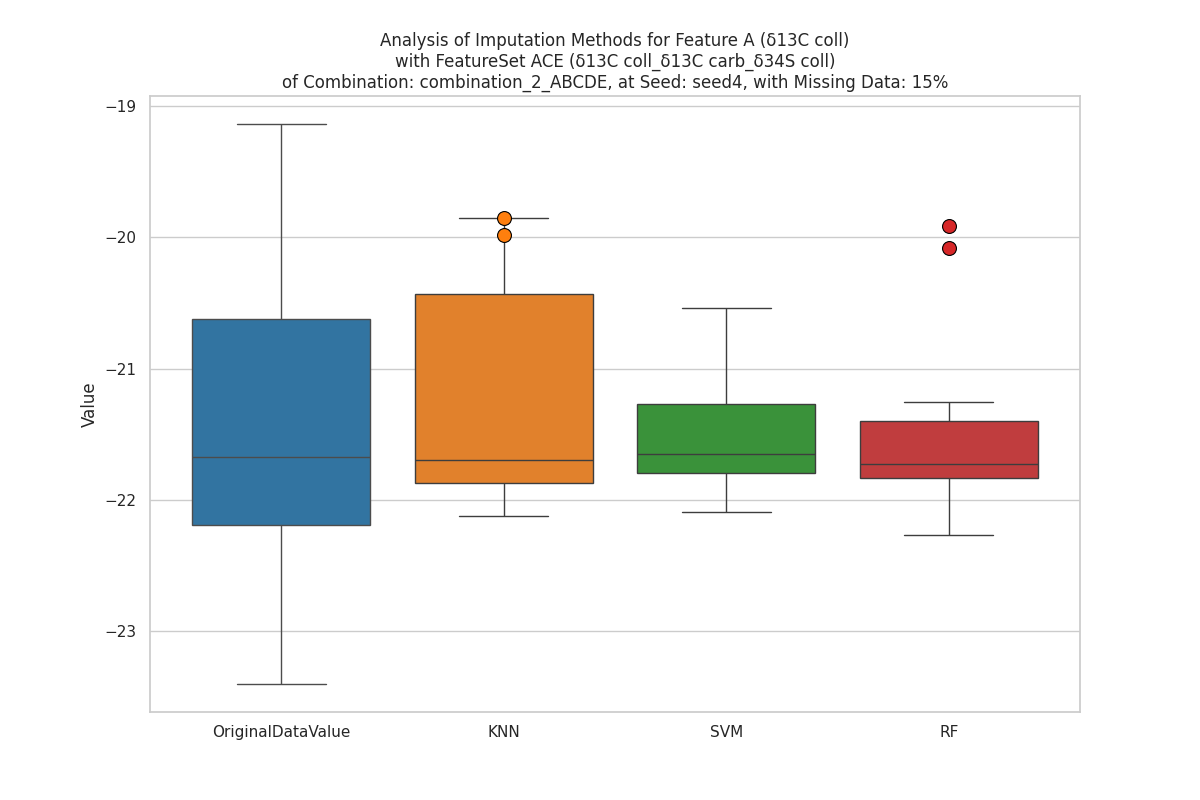 Analysis of Imputation Methods for Feature A (δ13C coll)
with FeatureSet ACE (δ13C coll_δ13C carb_δ34S coll)
of Combination: combination_2_ABCDE, at Seed: seed4, with Missing Data: 15%
−19
−20
−21
−22
−23
Value
OriginalDataValue
KNN
SVM
RF